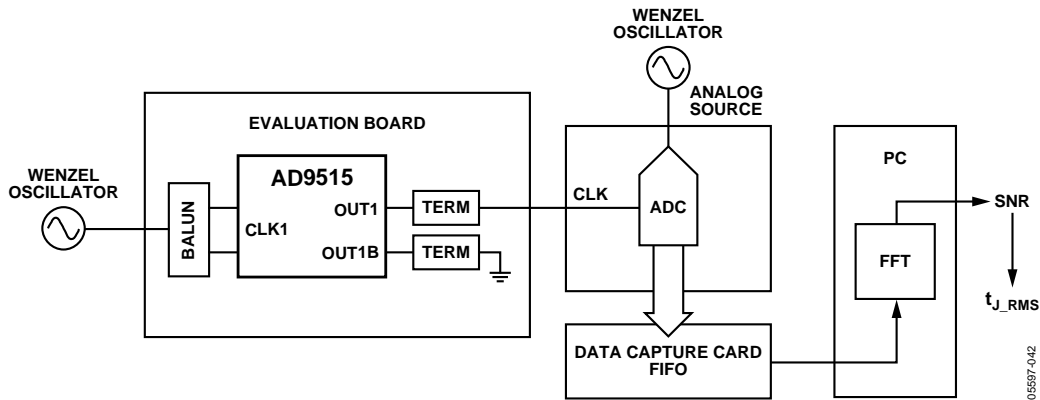 WENZEL
OSCILLATOR
EVALUATION BOARD
BALUN
AD9515
CLK1
OUT1
OUT1B
TERM
TERM
WENZEL
OSCILLATOR
ANALOG
SOURCE
CLK
ADC
DATA CAPTURE CARD
FIFO
PC
FFT
SNR
tJ_RMS
05597-042